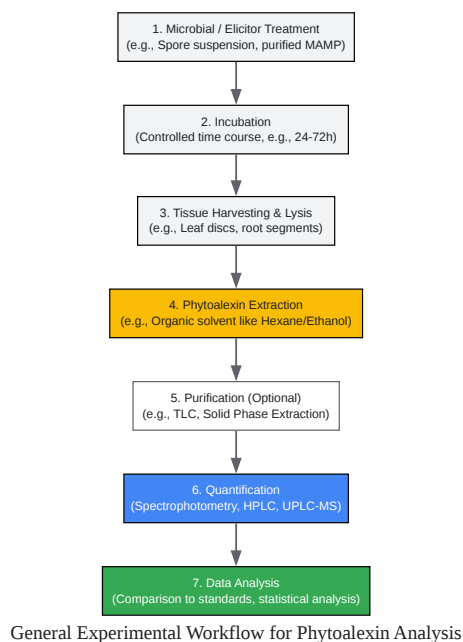 1. Microbial / Elicitor Treatment
(e.g., Spore suspension, purified MAMP)
2. Incubation
(Controlled time course, e.g., 24-72h)
3. Tissue Harvesting & Lysis
(e.g., Leaf discs, root segments)
4. Phytoalexin Extraction
(e.g., Organic solvent like Hexane/Ethanol)
5. Purification (Optional)
(e.g., TLC, Solid Phase Extraction)
6. Quantification
(Spectrophotometry, HPLC, UPLC-MS)
7. Data Analysis
(Comparison to standards, statistical analysis)
General Experimental Workflow for Phytoalexin Analysis